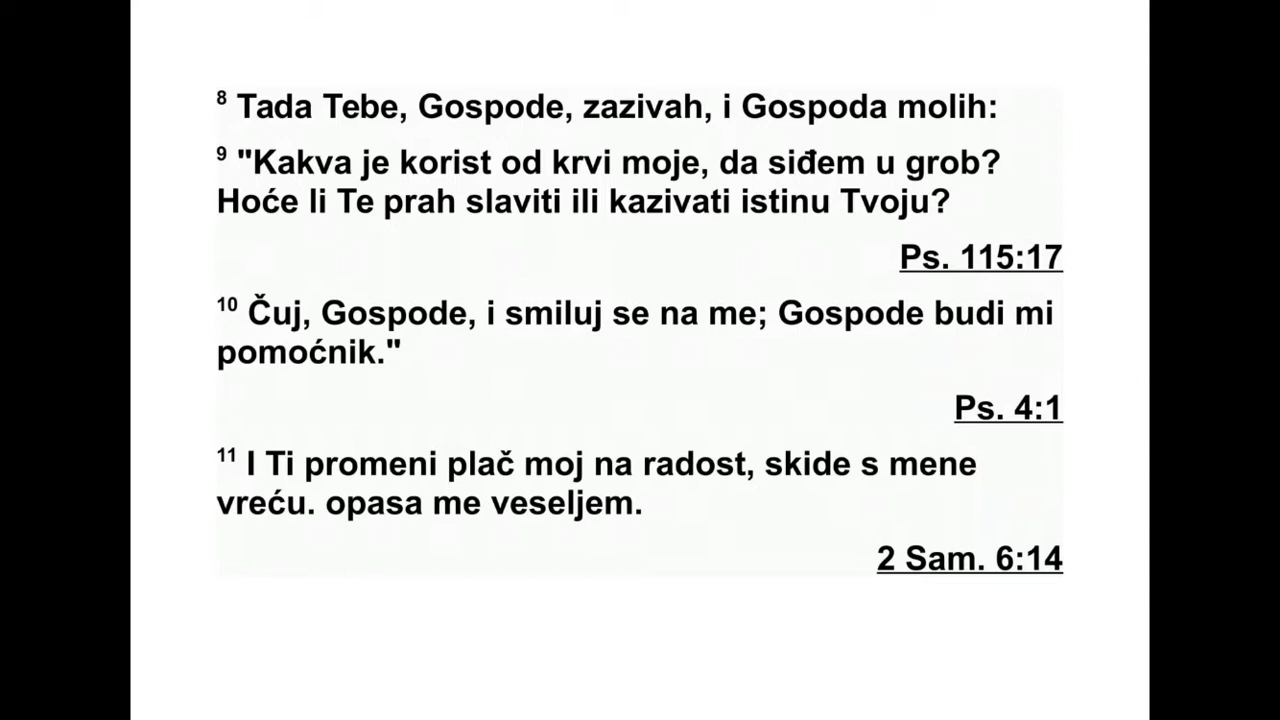 8 Tada Tebe, Gospode, zazivah, i Gospoda molih:
9 "Kakva je korist od krvi moje, da siđem u grob?
Hoće li Te prah slaviti ili kazivati istinu Tvoju?
Ps. 115:17
10 Čuj, Gospode, i smiluj se na me; Gospode budi mi
pomoćnik."
Ps. 4:1
11 I Ti promeni plač moj na radost, skide s mene
vreću. opasa me veseljem.
2 Sam. 6:14